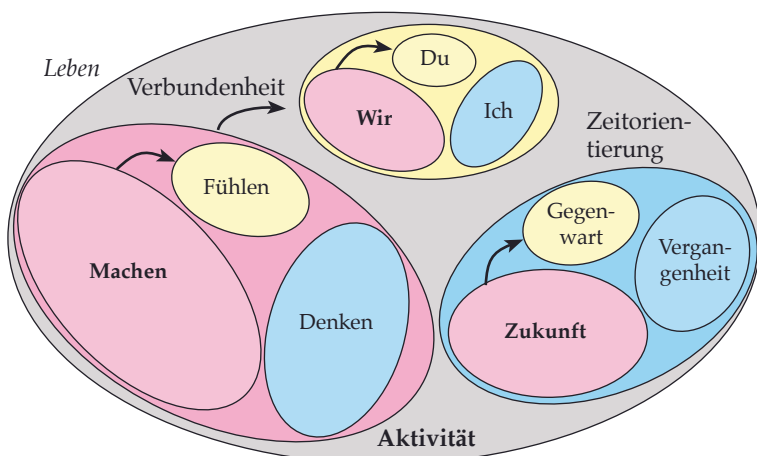 Leben
Verbundenheit
Du
Wir
Ich
Zeitorien-
tierung
Fühlen
Machen
Denken
Gegen-
wart
Vergan-
genheit
Zukunft
Aktivität